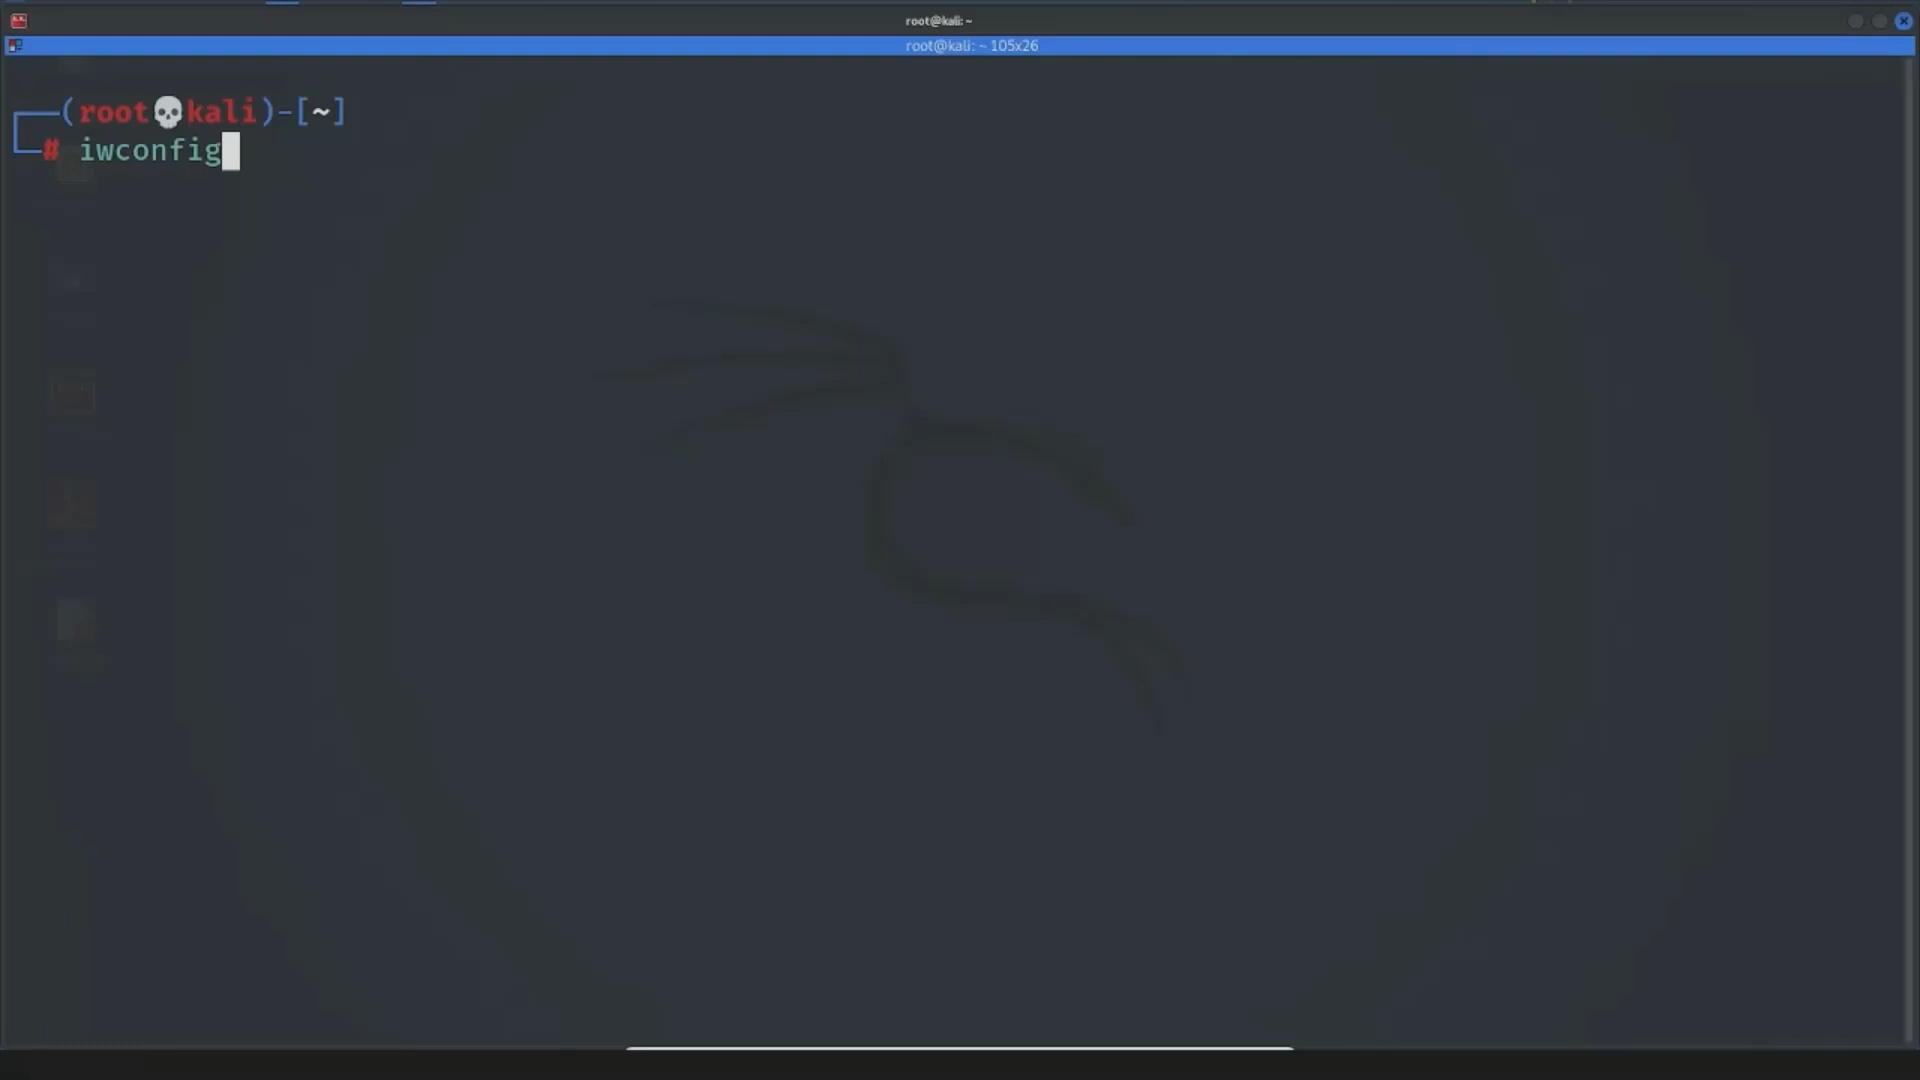 root@kali: ~
root@kali: ~ 105x26
┌──(root💀kali)-[~]
└─# iwconfig